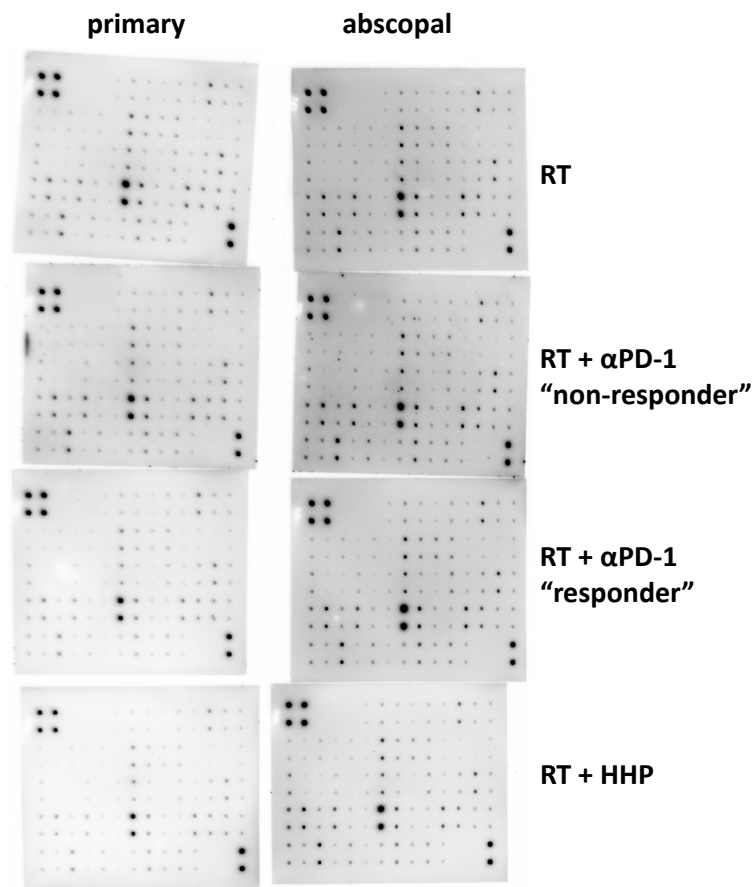 primary
abscopal
RT
RT + αPD-1
“non-responder”
RT + αPD-1
“responder”
RT + HHP